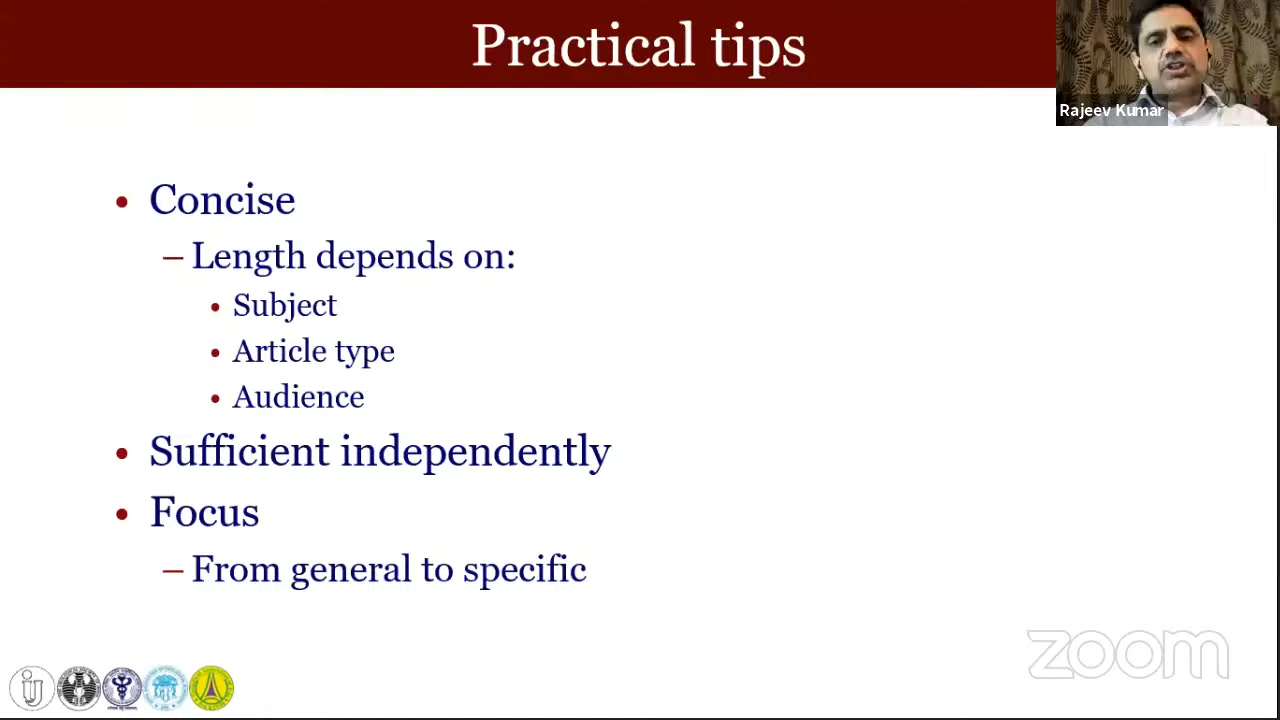 Practical tips
Rajeev Kumar
• Concise
– Length depends on:
• Subject
• Article type
• Audience
• Sufficient independently
• Focus
– From general to specific
zoom